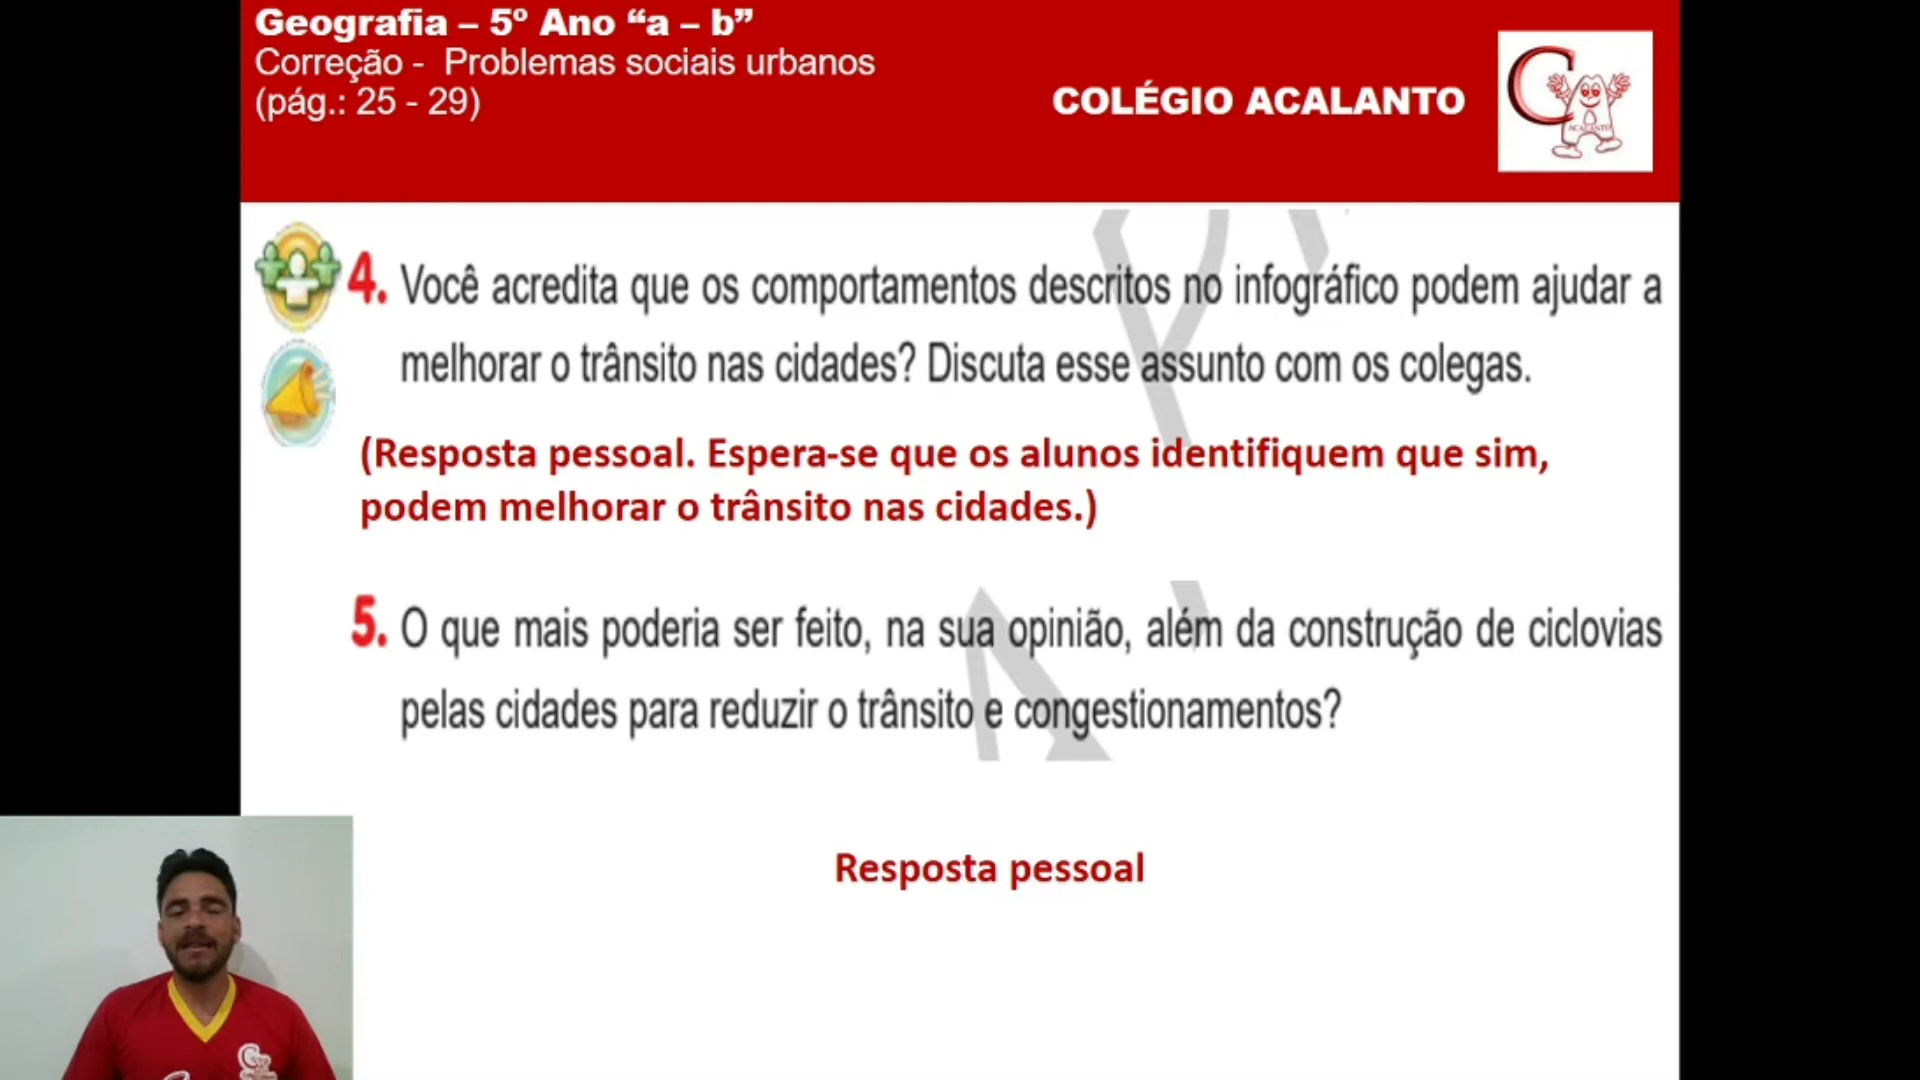 Geografia – 5º Ano “a – b”
Correção - Problemas sociais urbanos
(pág.: 25 - 29)
COLÉGIO ACALANTO
ACALANTO
4. Você acredita que os comportamentos descritos no infográfico podem ajudar a
melhorar o trânsito nas cidades? Discuta esse assunto com os colegas.
(Resposta pessoal. Espera-se que os alunos identifiquem que sim,
podem melhorar o trânsito nas cidades.)
5. O que mais poderia ser feito, na sua opinião, além da construção de ciclovias
pelas cidades para reduzir o trânsito e congestionamentos?
Resposta pessoal